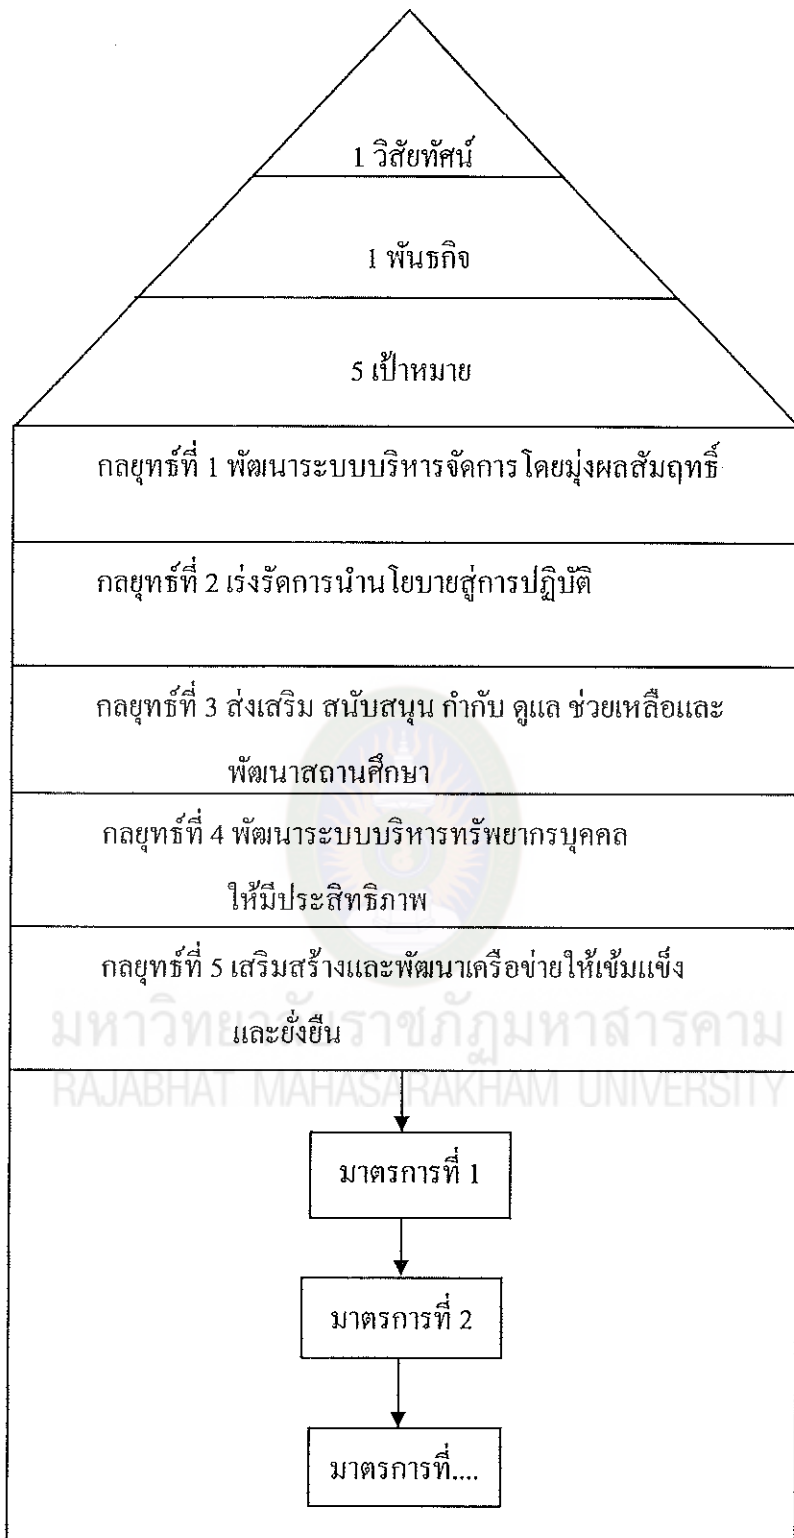 1 วิสัยทัศน์
1 พันธกิจ
5 เป้าหมาย
กลยุทธ์ที่ 1 พัฒนาระบบบริหารจัดการโดยมุ่งผลสัมฤทธิ์
กลยุทธ์ที่ 2 เร่งรัดการนำนโยบายสู่การปฏิบัติ
กลยุทธ์ที่ 3 ส่งเสริม สนับสนุน กำกับ ดูแล ช่วยเหลือและ
พัฒนาสถานศึกษา
กลยุทธ์ที่ 4 พัฒนาระบบบริหารทรัพยากรบุคคล
ให้มีประสิทธิภาพ
กลยุทธ์ที่ 5 เสริมสร้างและพัฒนาเครือข่ายให้เข้มแข็ง
และยั่งยืน
มหาวิทยาลัยราชภัฏมหาสารคาม
RAJABHAT MAHASARAKHAM UNIVERSITY
มาตรการที่ 1
มาตรการที่ 2
มาตรการที่....